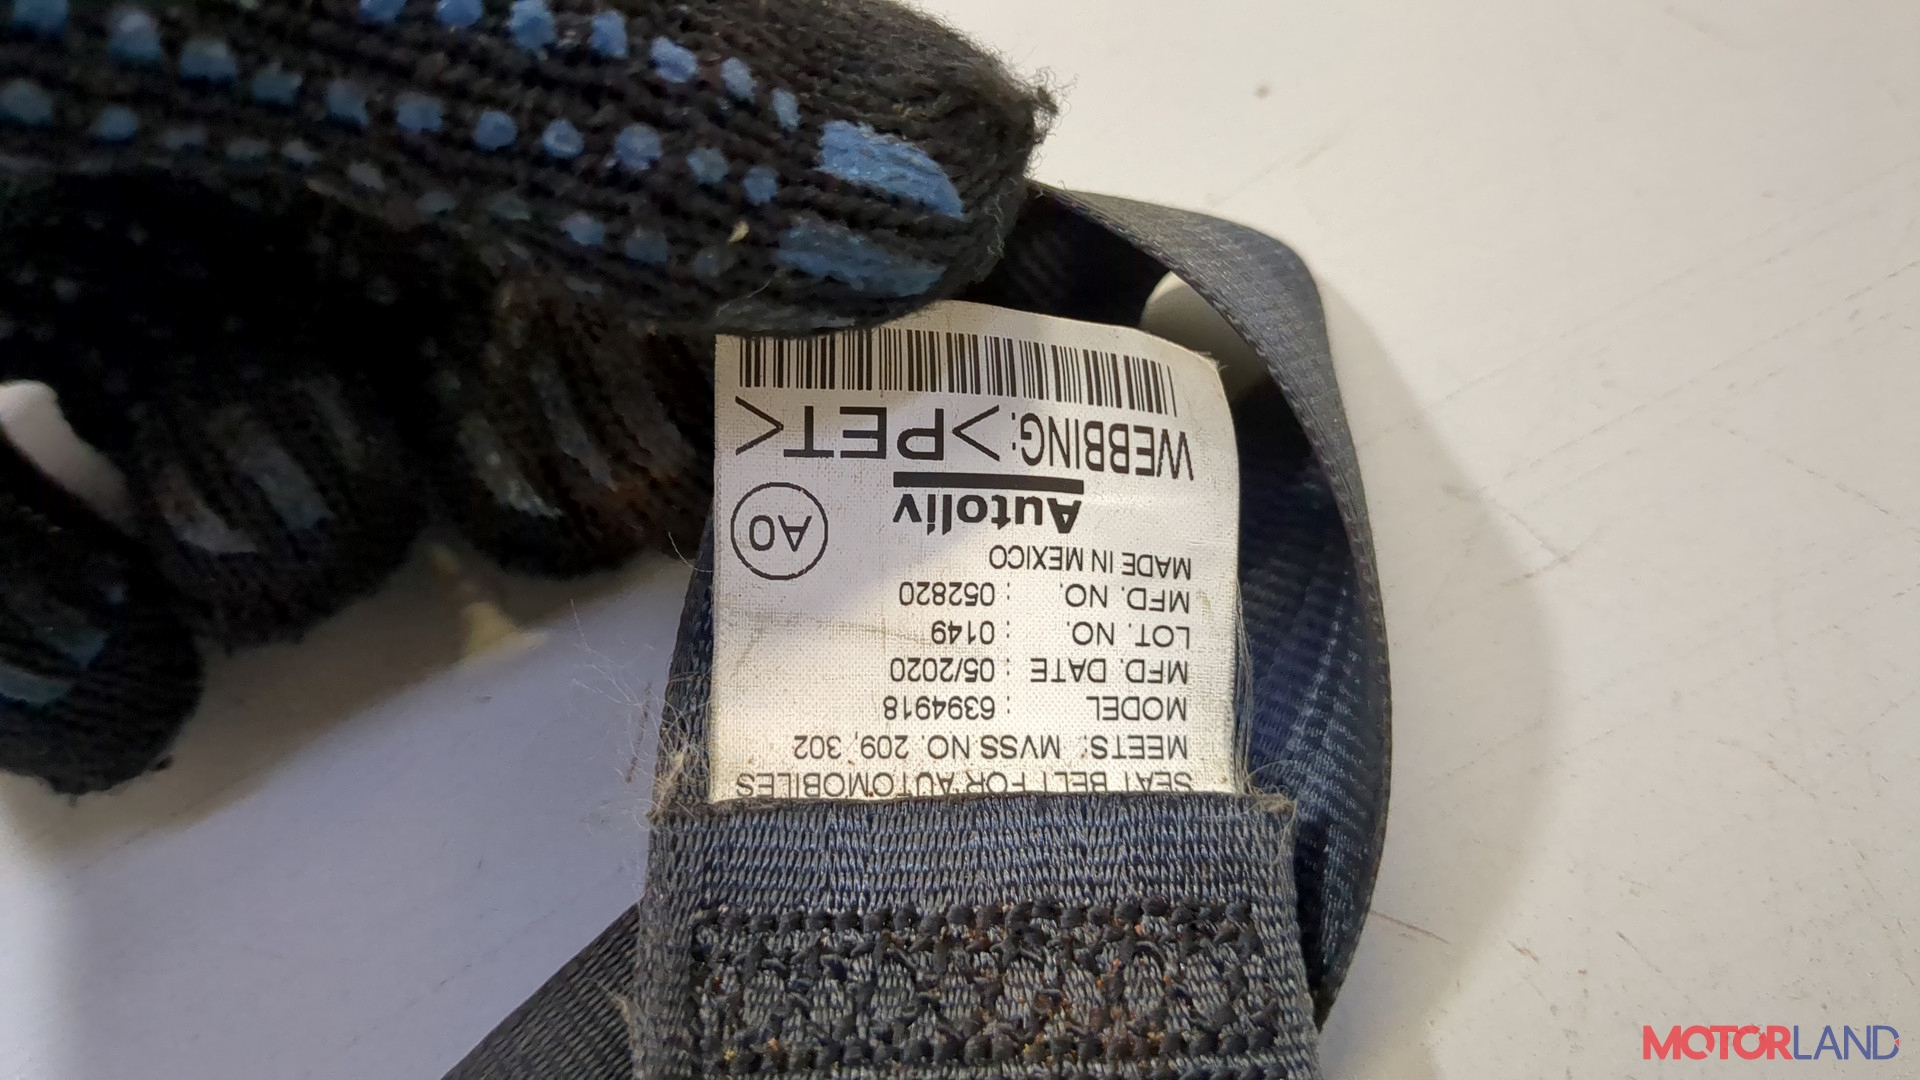 SEAT BELT FOR AUTOMOBILES
MEETS: MVSS NO. 209, 302
MODEL : 6394918
MFD. DATE : 05/2020
LOT. NO. : 0149
MFD. NO. : 052820
MADE IN MEXICO
Autoliv
A0
WEBBING: >PET<
MOTORLAND